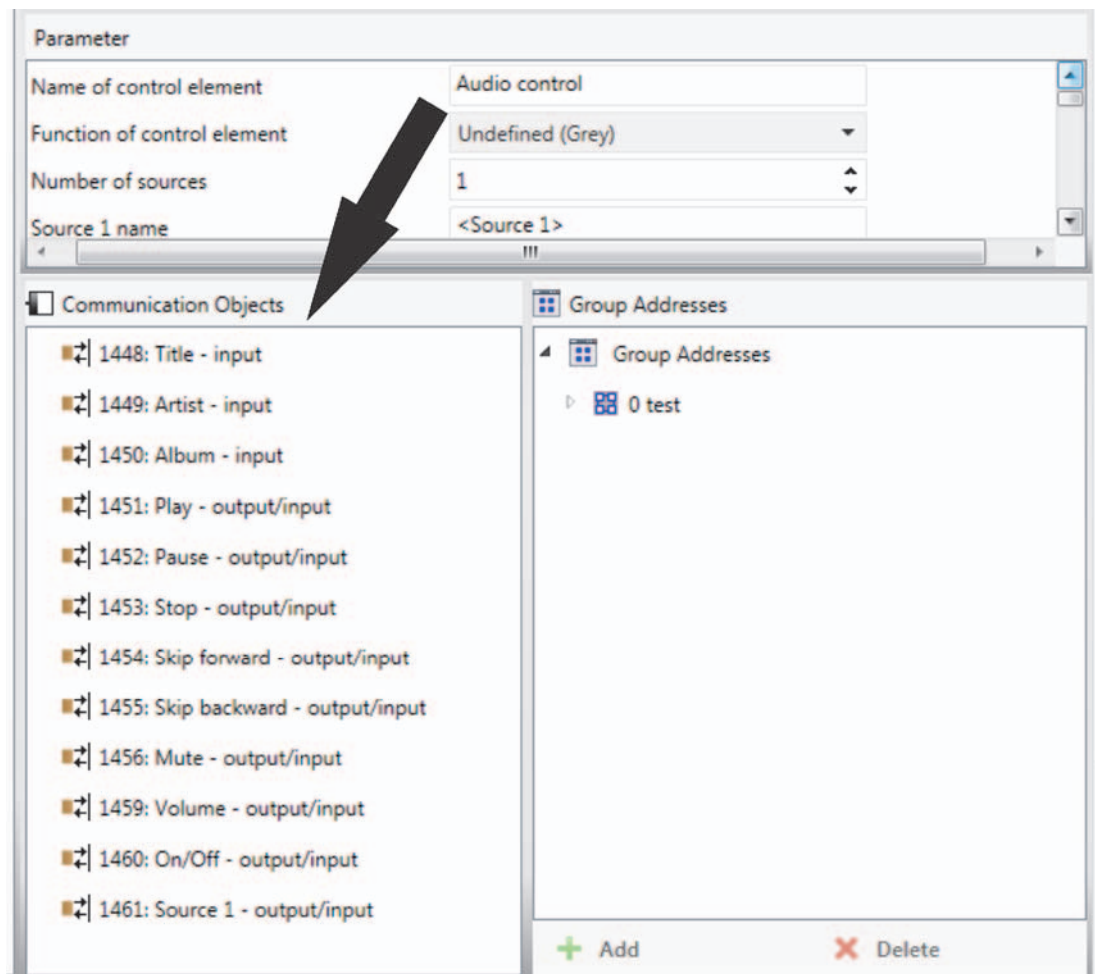 Parameter
Name of control element Audio control
Function of control element Undefined (Grey)
Number of sources 1
Source 1 name <Source 1>
Communication Objects
1448: Title - input
1449: Artist - input
1450: Album - input
1451: Play - output/input
1452: Pause - output/input
1453: Stop - output/input
1454: Skip forward - output/input
1455: Skip backward - output/input
1456: Mute - output/input
1459: Volume - output/input
1460: On/Off - output/input
1461: Source 1 - output/input
Group Addresses
Group Addresses
0 test
Add Delete